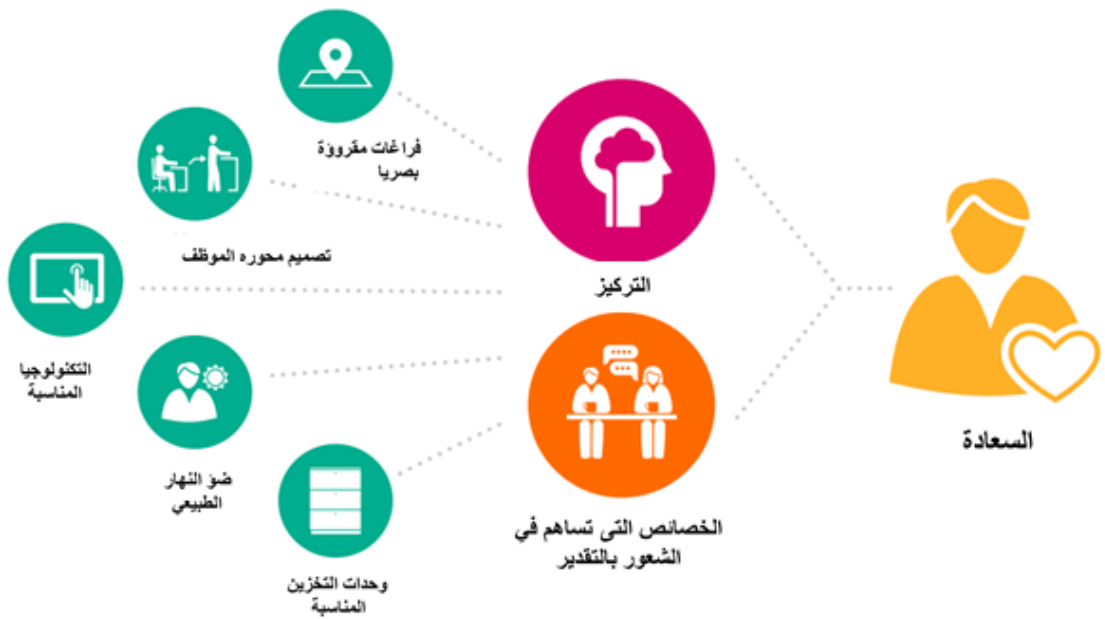 فراغات مقروؤة
بصريا
تصميم محوره الموظف
التكنولوجيا
المناسبة
ضؤ النهار
الطبيعي
وحدات التخزين
المناسبة
التركيز
الخصائص التى تساهم في
الشعور بالتقدير
السعادة